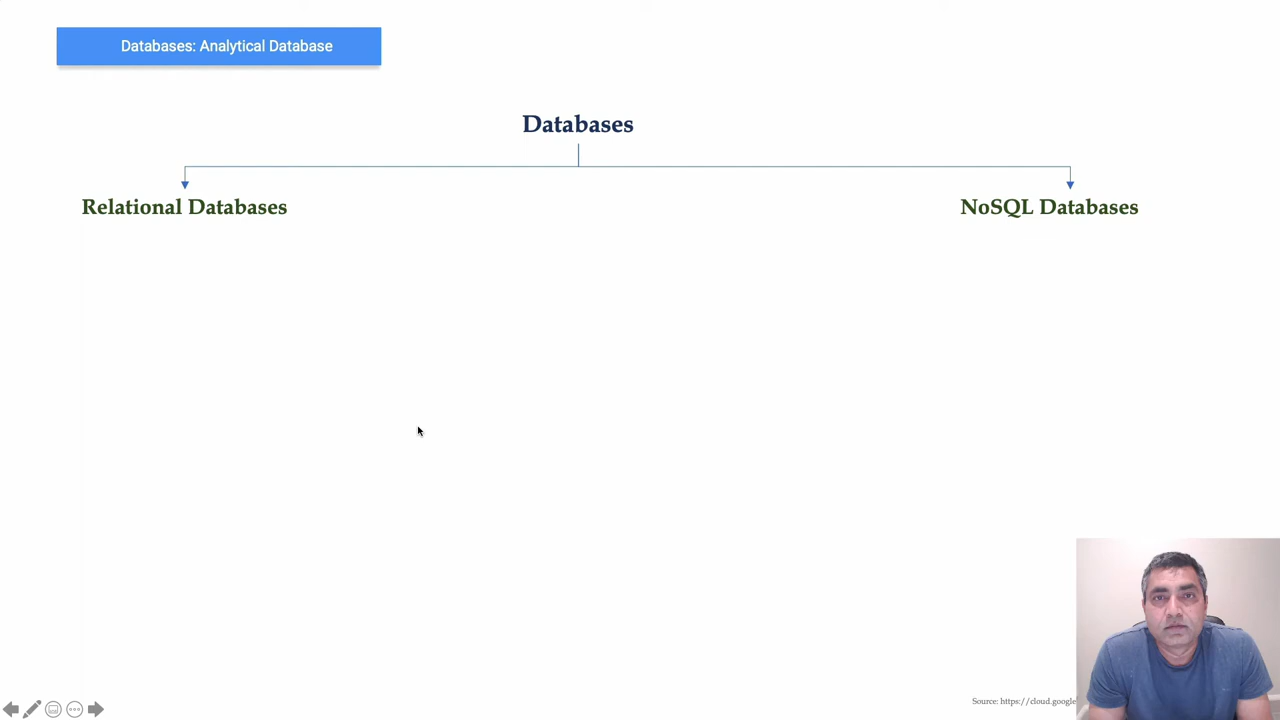 Databases: Analytical Database
Databases
Relational Databases
NoSQL Databases
Source: https://cloud.google